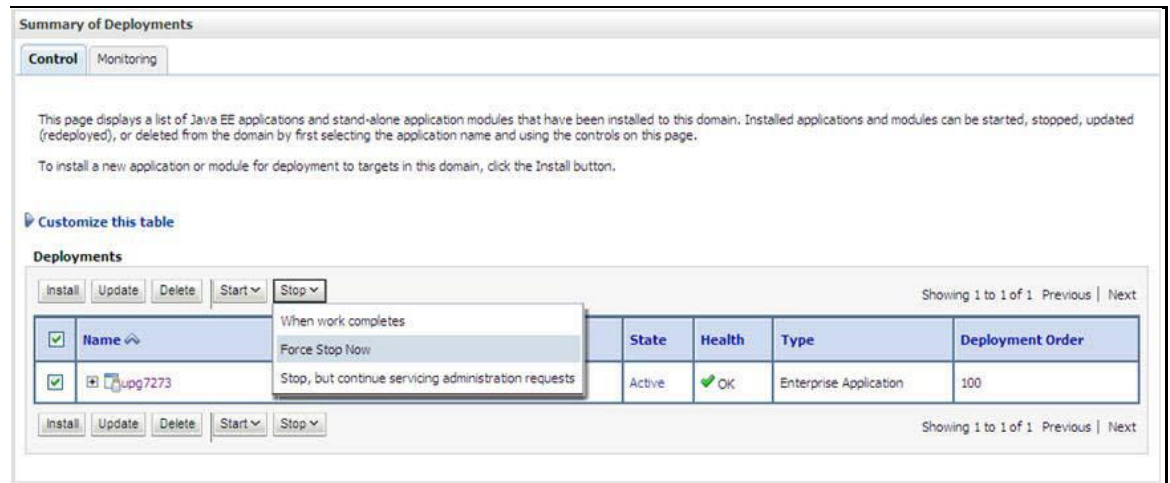 Summary of Deployments
Control Monitoring
This page displays a list of Java EE applications and stand-alone application modules that have been installed to this domain. Installed applications and modules can be started, stopped, updated
(redeployed), or deleted from the domain by first selecting the application name and using the controls on this page.
To install a new application or module for deployment to targets in this domain, click the Install button.
Customize this table
Deployments
Install Update Delete Start Stop Showing 1 to 1 of 1 Previous | Next
When work completes
Name State Health Type Deployment Order
Force Stop Now
upg7273 Active OK Enterprise Application 100
Stop, but continue servicing administration requests
Install Update Delete Start Stop Showing 1 to 1 of 1 Previous | Next